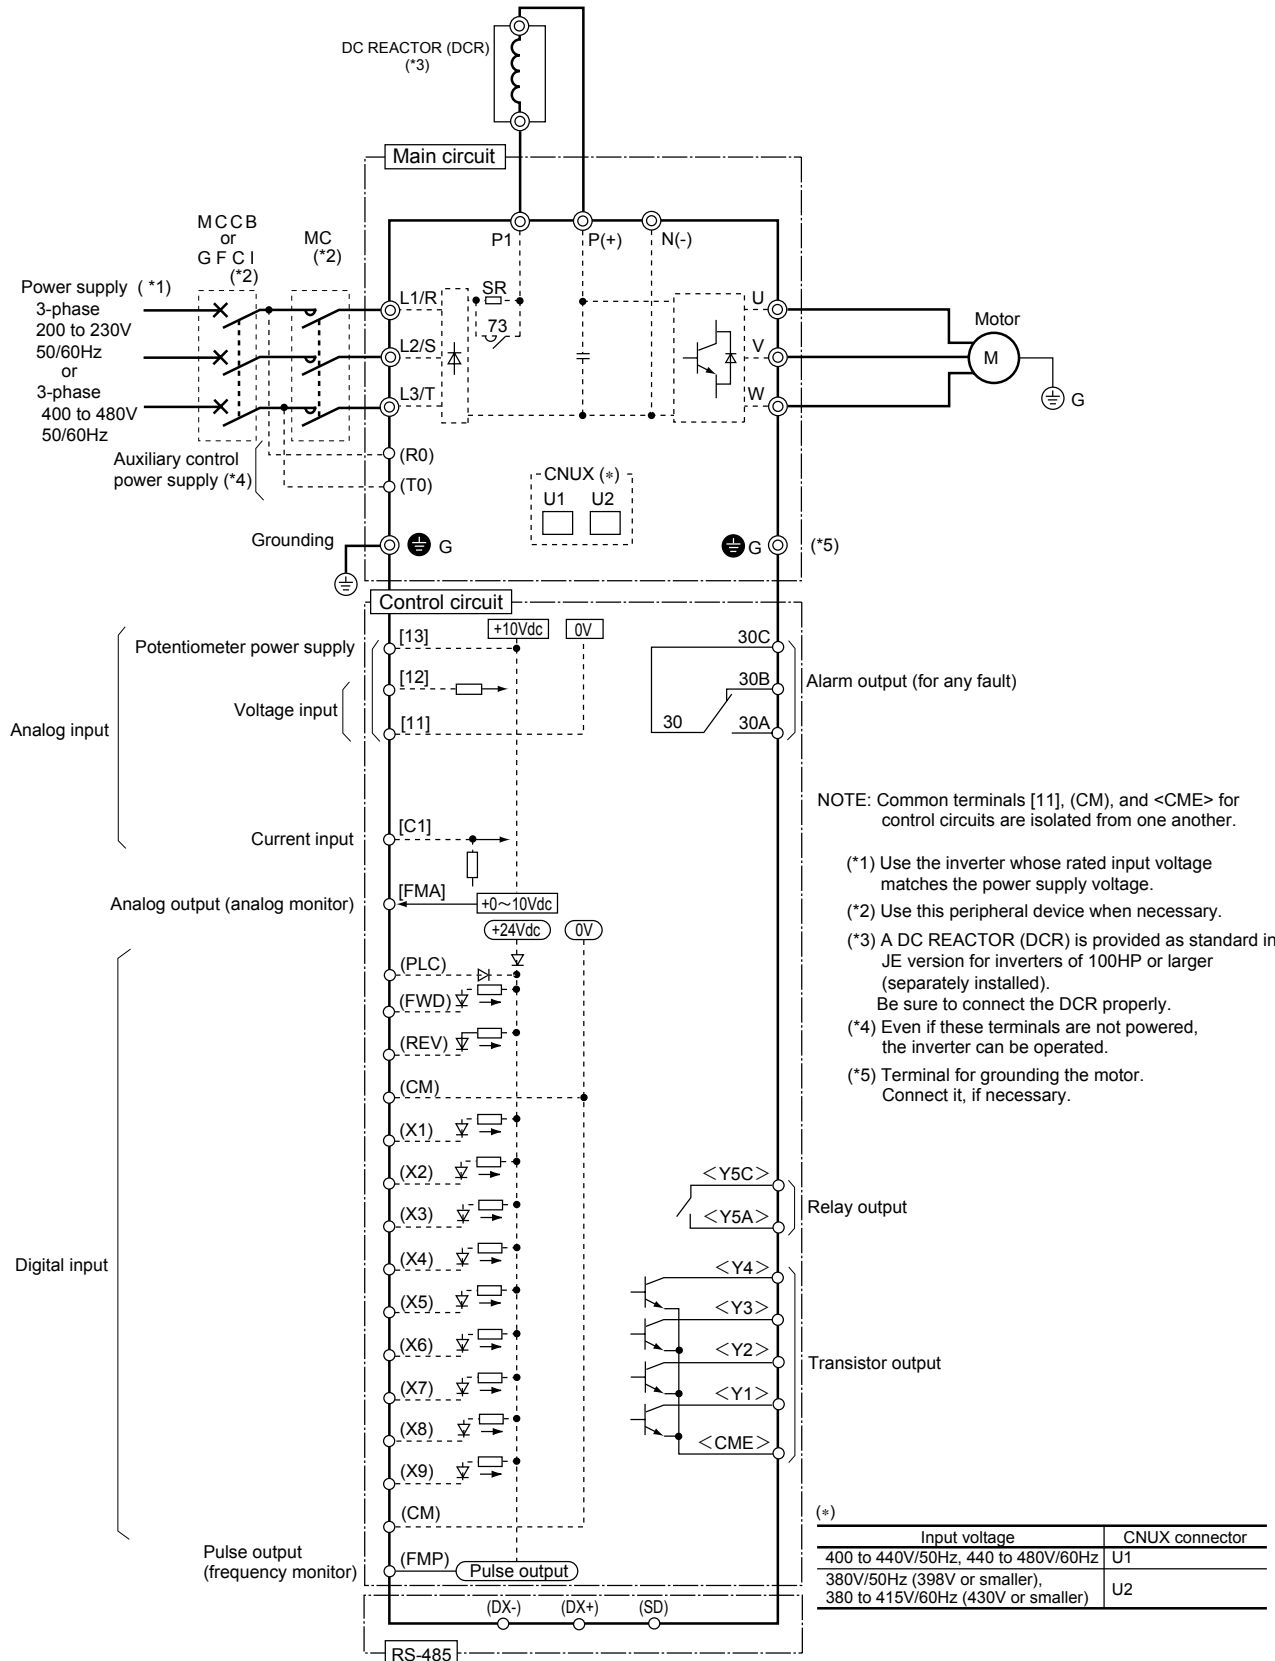 DC REACTOR (DCR)
(*3)
Main circuit
P1
P(+)
N(-)
MCCB
or
GFCI
(*2)
MC
(*2)
Power supply (*1)
3-phase
200 to 230V
50/60Hz
or
3-phase
400 to 480V
50/60Hz
L1/R
L2/S
L3/T
SR
73
U
V
W
Motor
M
G
Auxiliary control
power supply (*4)
(R0)
(T0)
CNUX (*)
U1 U2
Grounding
G
G
(*5)
Control circuit
Analog input
Potentiometer power supply
[13]
+10Vdc
0V
Voltage input
[12]
[11]
30C
30B
30
30A
Alarm output (for any fault)
Current input
[C1]
Analog output (analog monitor)
[FMA]
+0～10Vdc
+24Vdc
0V
Digital input
(PLC)
(FWD)
(REV)
(CM)
(X1)
(X2)
(X3)
(X4)
(X5)
(X6)
(X7)
(X8)
(X9)
(CM)
Pulse output
(frequency monitor)
(FMP)
Pulse output
<Y5C>
<Y5A>
Relay output
<Y4>
<Y3>
<Y2>
<Y1>
<CME>
Transistor output
(DX-)
(DX+)
(SD)
RS-485
NOTE: Common terminals [11], (CM), and <CME> for
control circuits are isolated from one another.
(*1) Use the inverter whose rated input voltage
matches the power supply voltage.
(*2) Use this peripheral device when necessary.
(*3) A DC REACTOR (DCR) is provided as standard in
JE version for inverters of 100HP or larger
(separately installed).
Be sure to connect the DCR properly.
(*4) Even if these terminals are not powered,
the inverter can be operated.
(*5) Terminal for grounding the motor.
Connect it, if necessary.
(*)
Input voltage CNUX connector
400 to 440V/50Hz, 440 to 480V/60Hz U1
380V/50Hz (398V or smaller),
380 to 415V/60Hz (430V or smaller) U2